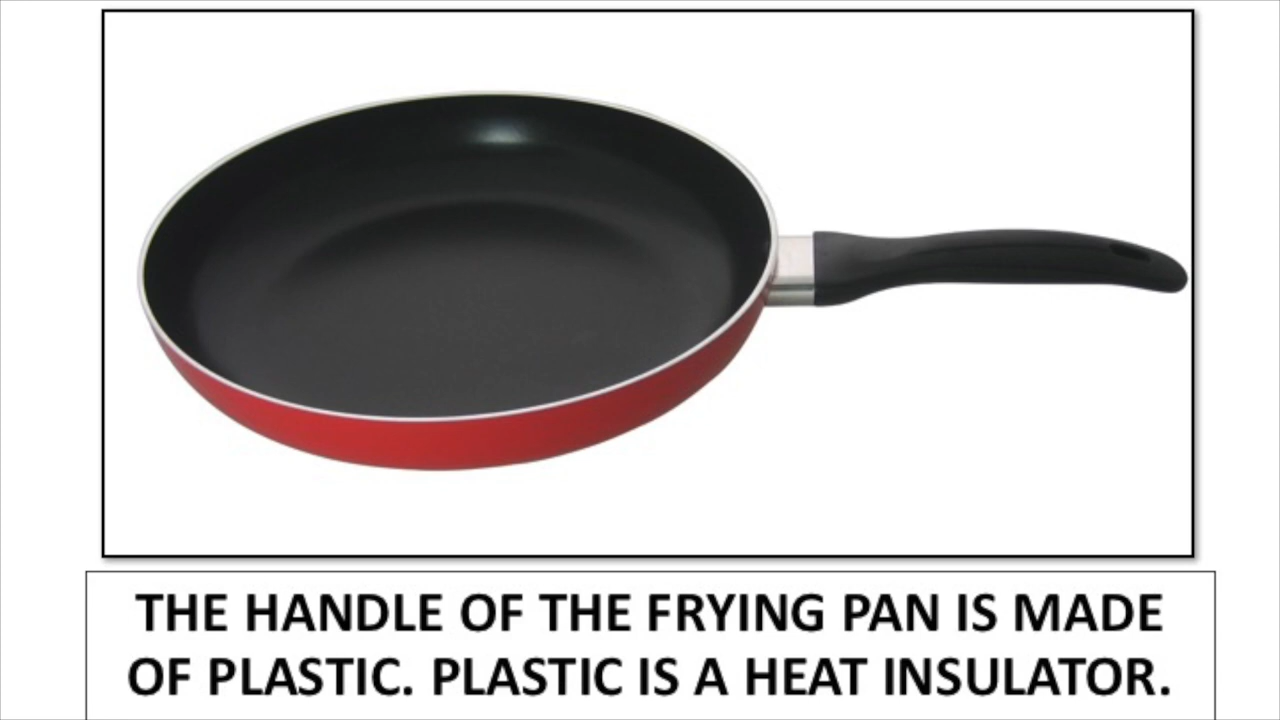 THE HANDLE OF THE FRYING PAN IS MADE
OF PLASTIC. PLASTIC IS A HEAT INSULATOR.